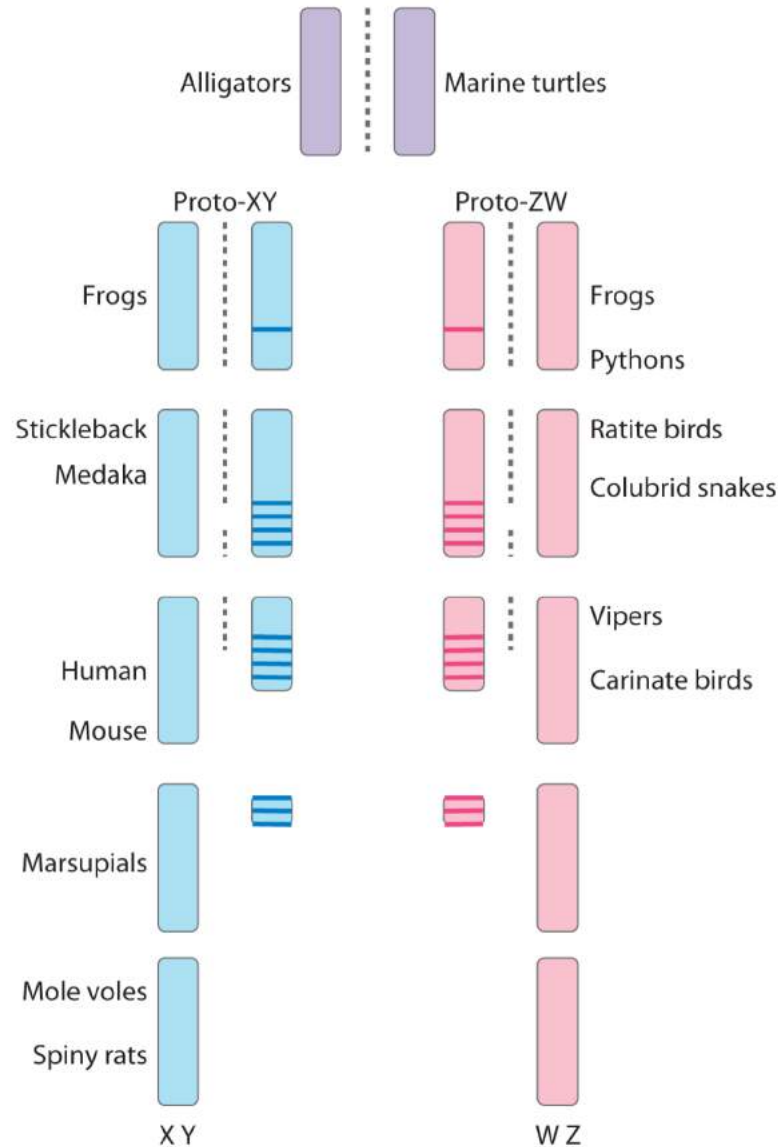 Alligators
Marine turtles
Proto-XY
Proto-ZW
Frogs
Frogs
Pythons
Stickleback
Medaka
Ratite birds
Colubrid snakes
Human
Mouse
Vipers
Carinate birds
Marsupials
Mole voles
Spiny rats
X Y
W Z